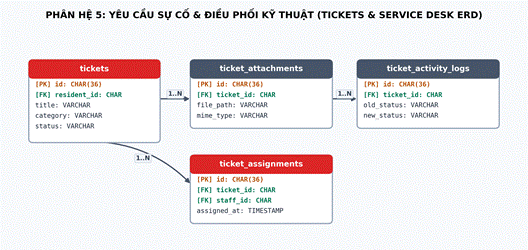 PHÂN HỆ 5: YÊU CẦU SỰ CỐ & ĐIỀU PHỐI KỸ THUẬT (TICKETS & SERVICE DESK ERD)
tickets
[PK] id: CHAR(36)
[FK] resident_id: CHAR
title: VARCHAR
category: VARCHAR
status: VARCHAR
1..N
ticket_attachments
[PK] id: CHAR(36)
[FK] ticket_id: CHAR
file_path: VARCHAR
mime_type: VARCHAR
1..N
ticket_activity_logs
[PK] id: CHAR(36)
[FK] ticket_id: CHAR
old_status: VARCHAR
new_status: VARCHAR
1..N
ticket_assignments
[PK] id: CHAR(36)
[FK] ticket_id: CHAR
[FK] staff_id: CHAR
assigned_at: TIMESTAMP